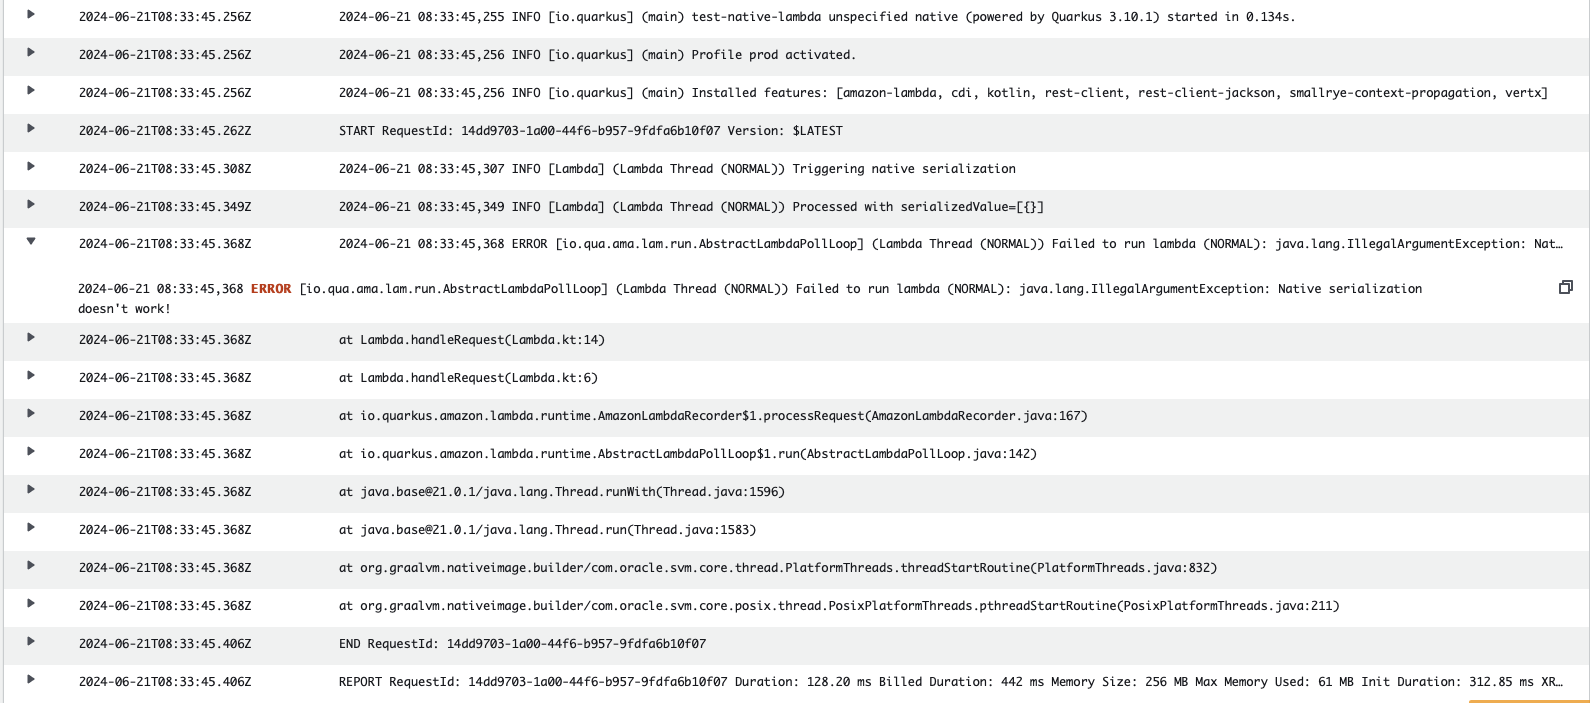 2024-06-21T08:33:45.256Z 2024-06-21 08:33:45,255 INFO [io.quarkus] (main) test-native-lambda unspecified native (powered by Quarkus 3.10.1) started in 0.134s.
2024-06-21T08:33:45.256Z 2024-06-21 08:33:45,256 INFO [io.quarkus] (main) Profile prod activated.
2024-06-21T08:33:45.256Z 2024-06-21 08:33:45,256 INFO [io.quarkus] (main) Installed features: [amazon-lambda, cdi, kotlin, rest-client, rest-client-jackson, smallrye-context-propagation, vertx]
2024-06-21T08:33:45.262Z START RequestId: 14dd9703-1a00-44f6-b957-9fdfa6b10f07 Version: $LATEST
2024-06-21T08:33:45.308Z 2024-06-21 08:33:45,307 INFO [Lambda] (Lambda Thread (NORMAL)) Triggering native serialization
2024-06-21T08:33:45.349Z 2024-06-21 08:33:45,349 INFO [Lambda] (Lambda Thread (NORMAL)) Processed with serializedValue=[{}]
2024-06-21T08:33:45.368Z 2024-06-21 08:33:45,368 ERROR [io.qua.ama.lam.run.AbstractLambdaPollLoop] (Lambda Thread (NORMAL)) Failed to run lambda (NORMAL): java.lang.IllegalArgumentException: Nat…
2024-06-21 08:33:45,368 ERROR [io.qua.ama.lam.run.AbstractLambdaPollLoop] (Lambda Thread (NORMAL)) Failed to run lambda (NORMAL): java.lang.IllegalArgumentException: Native serialization
doesn't work!
2024-06-21T08:33:45.368Z at Lambda.handleRequest(Lambda.kt:14)
2024-06-21T08:33:45.368Z at Lambda.handleRequest(Lambda.kt:6)
2024-06-21T08:33:45.368Z at io.quarkus.amazon.lambda.runtime.AmazonLambdaRecorder$1.processRequest(AmazonLambdaRecorder.java:167)
2024-06-21T08:33:45.368Z at io.quarkus.amazon.lambda.runtime.AbstractLambdaPollLoop$1.run(AbstractLambdaPollLoop.java:142)
2024-06-21T08:33:45.368Z at java.base@21.0.1/java.lang.Thread.runWith(Thread.java:1596)
2024-06-21T08:33:45.368Z at java.base@21.0.1/java.lang.Thread.run(Thread.java:1583)
2024-06-21T08:33:45.368Z at org.graalvm.nativeimage.builder/com.oracle.svm.core.thread.PlatformThreads.threadStartRoutine(PlatformThreads.java:832)
2024-06-21T08:33:45.368Z at org.graalvm.nativeimage.builder/com.oracle.svm.core.posix.thread.PosixPlatformThreads.pthreadStartRoutine(PosixPlatformThreads.java:211)
2024-06-21T08:33:45.406Z END RequestId: 14dd9703-1a00-44f6-b957-9fdfa6b10f07
2024-06-21T08:33:45.406Z REPORT RequestId: 14dd9703-1a00-44f6-b957-9fdfa6b10f07 Duration: 128.20 ms Billed Duration: 442 ms Memory Size: 256 MB Max Memory Used: 61 MB Init Duration: 312.85 ms XR…